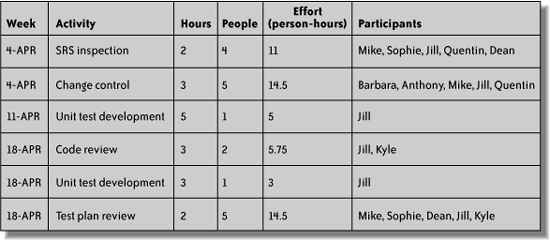 Week Activity Hours People Effort (person-hours) Participants
4-APR SRS inspection 2 4 11 Mike, Sophie, Jill, Quentin, Dean
4-APR Change control 3 5 14.5 Barbara, Anthony, Mike, Jill, Quentin
11-APR Unit test development 5 1 5 Jill
18-APR Code review 3 2 5.75 Jill, Kyle
18-APR Unit test development 3 1 3 Jill
18-APR Test plan review 2 5 14.5 Mike, Sophie, Dean, Jill, Kyle